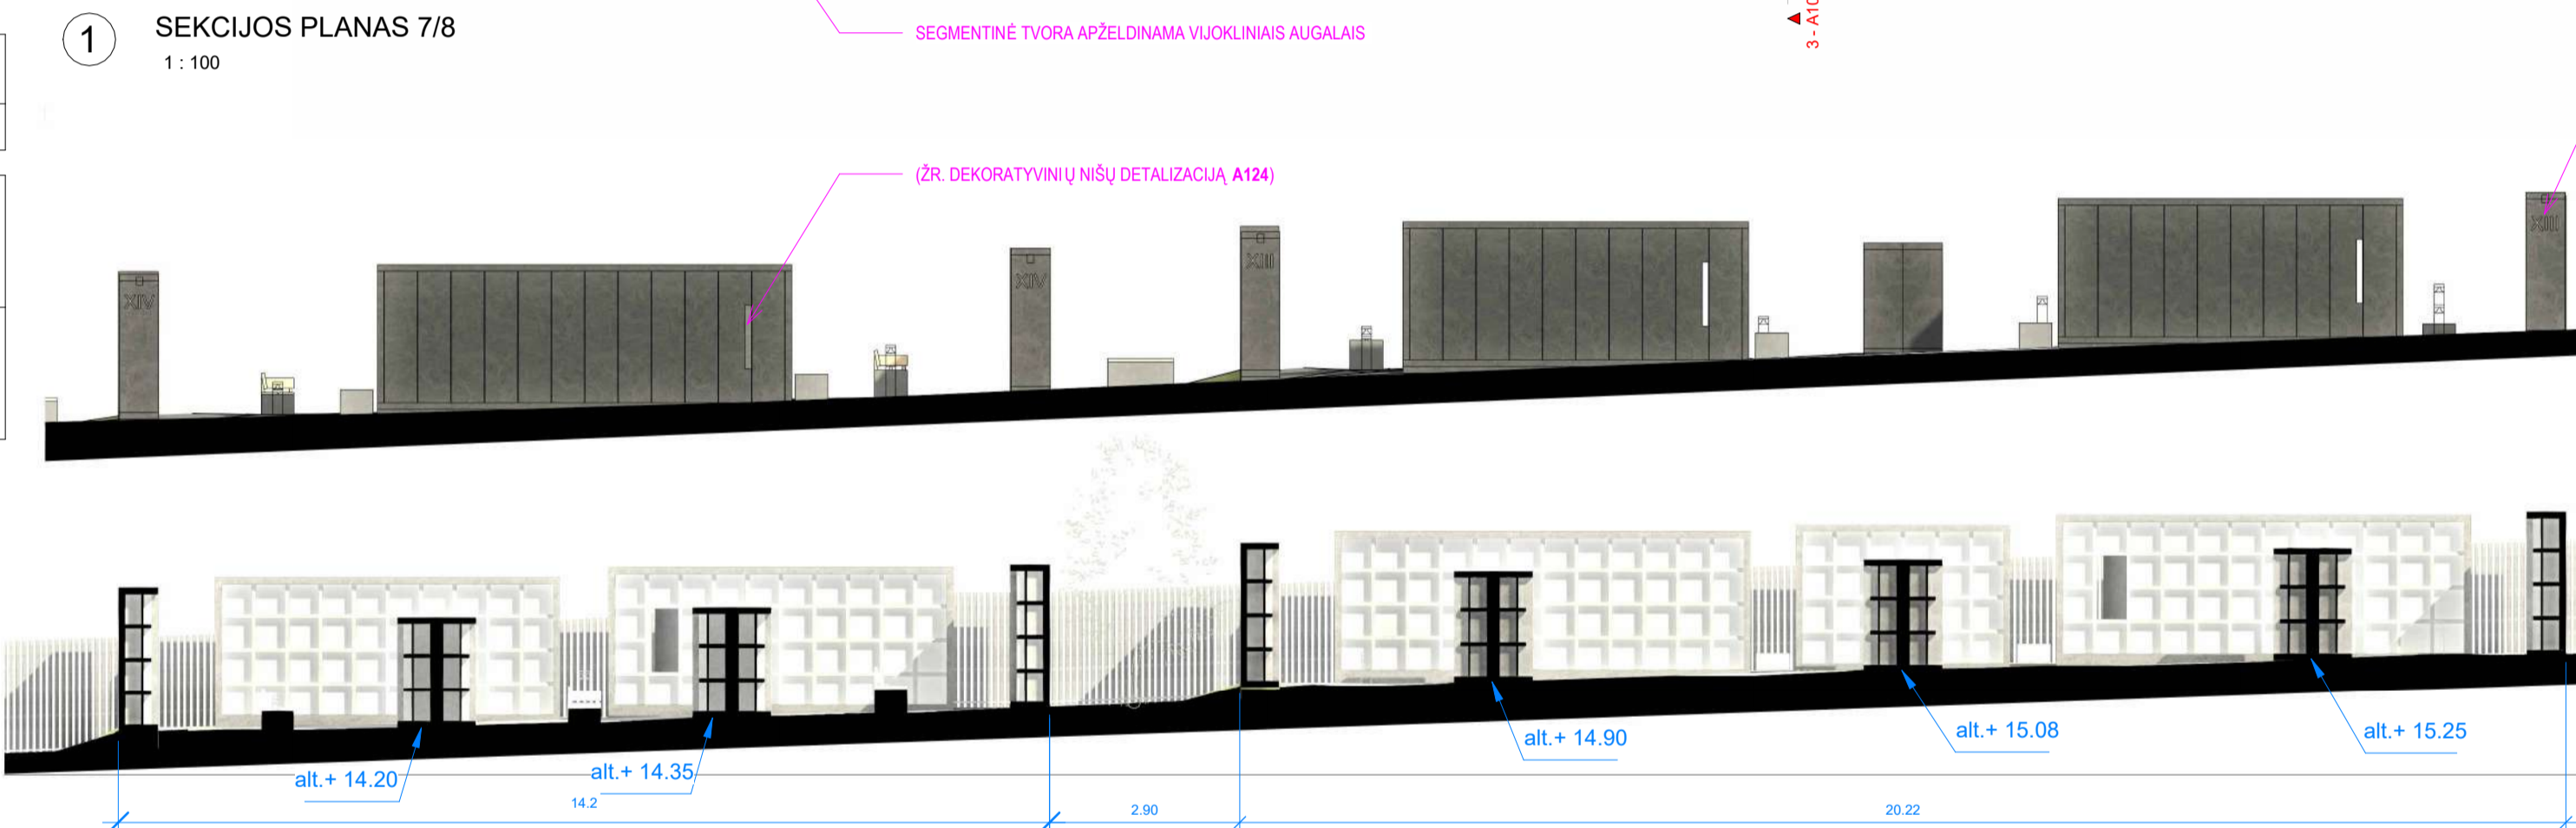 1
SEKCIJOS PLANAS 7/8
1 : 100
SEGMENTINĖ TVORA APŽELDINAMA VIJOKLINIAIS AUGALAIS
3 - A10
(ŽR. DEKORATYVINIŲ NIŠŲ DETALIZACIJĄ A124)
XIV
XIV
XIII
XIII
alt.+ 14.20
alt.+ 14.35
alt.+ 14.90
alt.+ 15.08
alt.+ 15.25
14.2
2.90
20.22